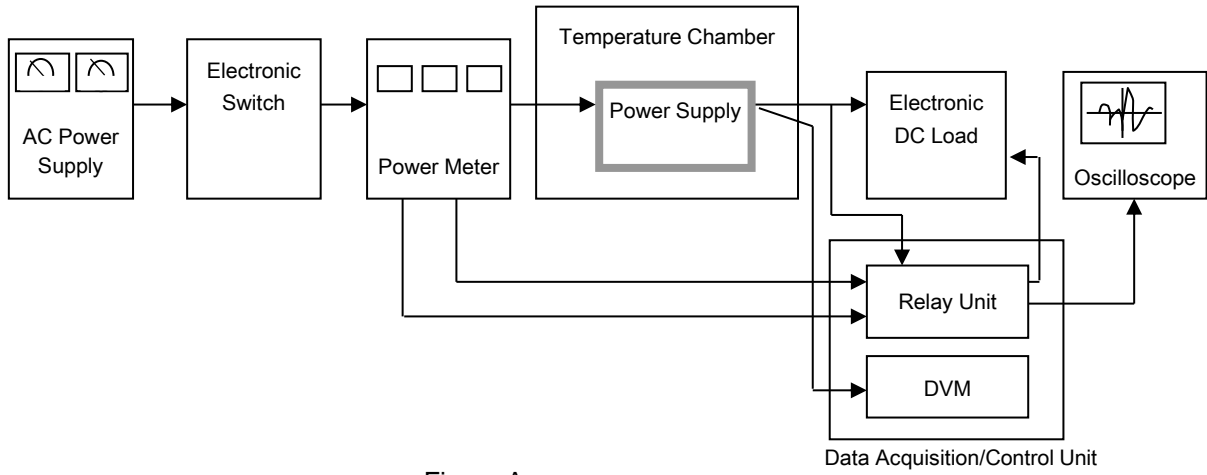 AC Power
Supply
Electronic
Switch
Power Meter
Temperature Chamber
Power Supply
Electronic
DC Load
Oscilloscope
Relay Unit
DVM
Data Acquisition/Control Unit